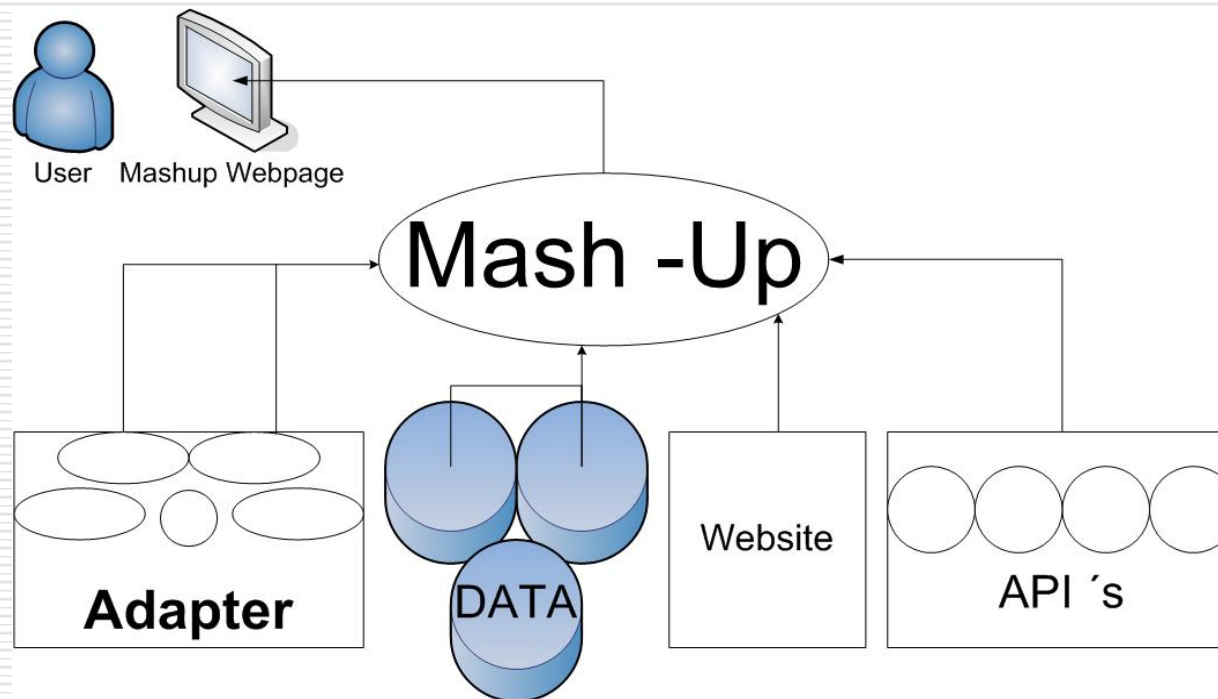 User
Mashup Webpage
Mash -Up
Adapter
DATA
Website
API ´s